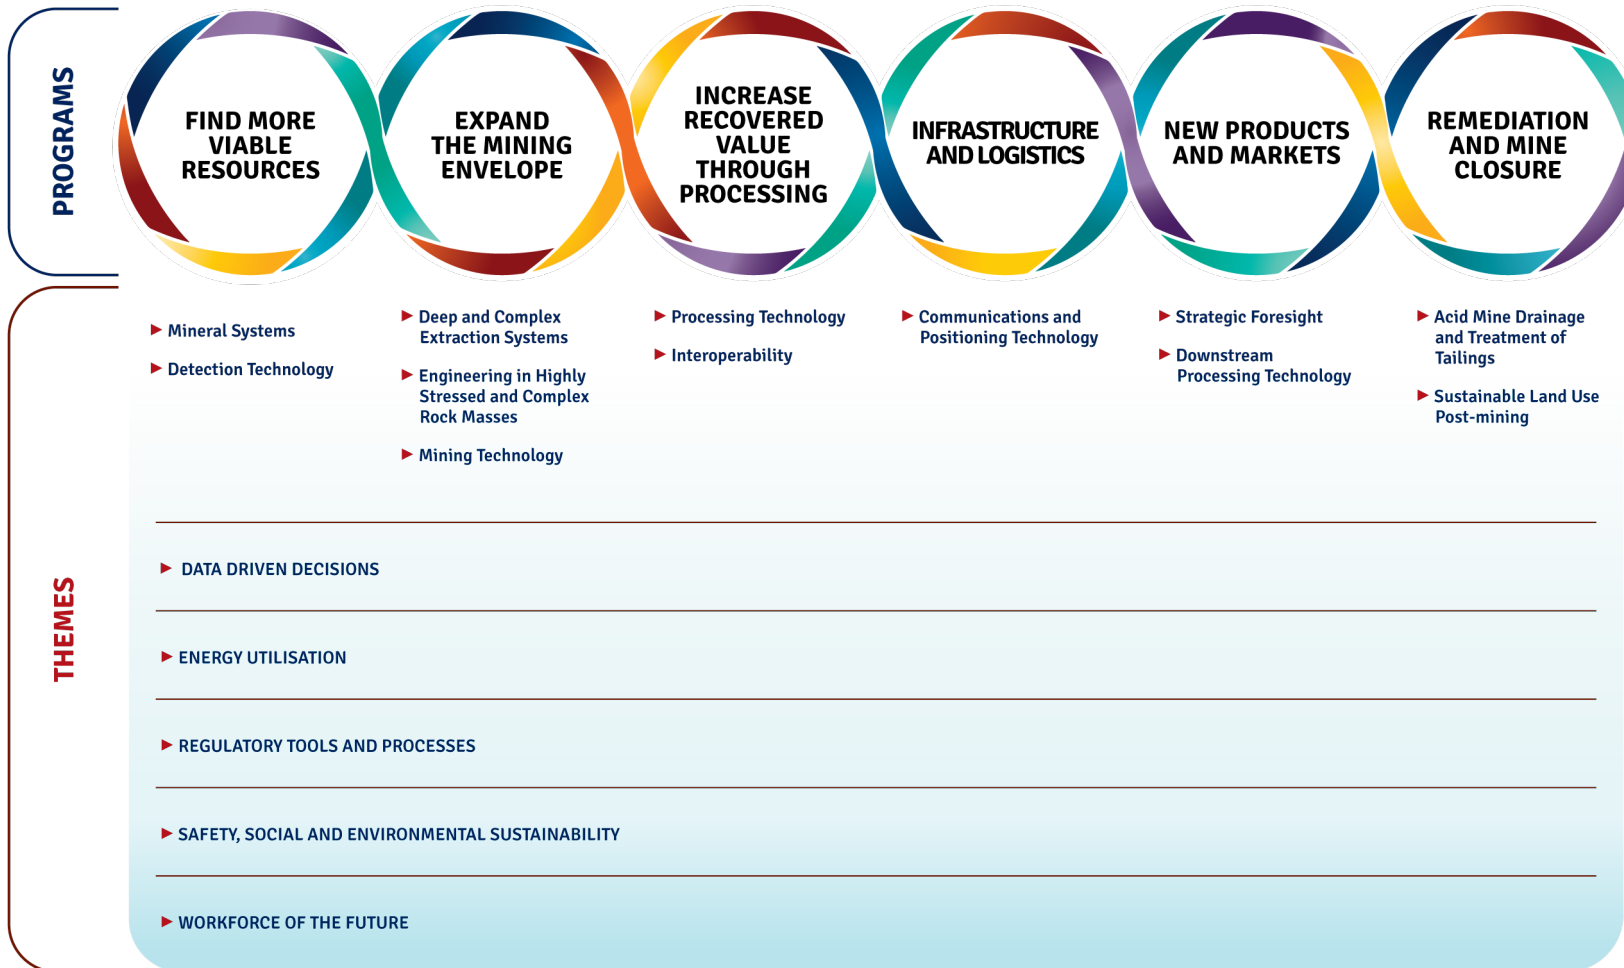 PROGRAMS
FIND MORE
VIABLE
RESOURCES
EXPAND
THE MINING
ENVELOPE
INCREASE
RECOVERED
VALUE
THROUGH
PROCESSING
INFRASTRUCTURE
AND LOGISTICS
NEW PRODUCTS
AND MARKETS
REMEDIATION
AND MINE
CLOSURE
THEMES
Mineral Systems
Detection Technology
Deep and Complex
Extraction Systems
Engineering in Highly
Stressed and Complex
Rock Masses
Mining Technology
Processing Technology
Interoperability
Communications and
Positioning Technology
Strategic Foresight
Downstream
Processing Technology
Acid Mine Drainage
and Treatment of
Tailings
Sustainable Land Use
Post-mining
DATA DRIVEN DECISIONS
ENERGY UTILISATION
REGULATORY TOOLS AND PROCESSES
SAFETY, SOCIAL AND ENVIRONMENTAL SUSTAINABILITY
WORKFORCE OF THE FUTURE